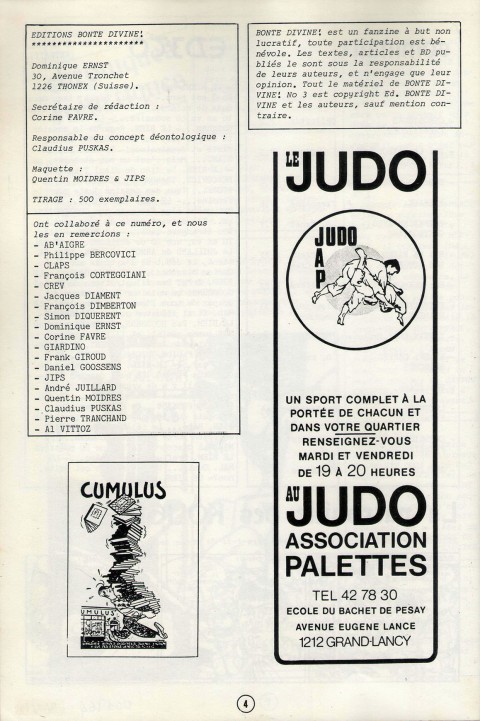 EDITIONS BONTE DIVINE!
**********************
Dominique ERNST
30, Avenue Tronchet
1226 THONEX (Suisse).
Secrétaire de rédaction :
Corine FAVRE.
Responsable du concept déontologique :
Claudius PUSKAS.
Maquette :
Quentin MOIDRES & JIPS
TIRAGE : 500 exemplaires.
Ont collaboré à ce numéro, et nous
les en remercions :
- AB'AIGRE
- Philippe BERCOVICI
- CLAPS
- François CORTEGGIANI
- CREV
- Jacques DIAMENT
- François DIMBERTON
- Simon DIQUERENT
- Dominique ERNST
- Corine FAVRE
- GIARDINO
- Frank GIROUD
- Daniel GOOSSENS
- JIPS
- André JUILLARD
- Quentin MOIDRES
- Claudius PUSKAS
- Pierre TRANCHAND
- Al VITTOZ
CUMULUS
UMULUS
BONTE DIVINE! est un fanzine à but non
lucratif, toute participation est bé-
névole. Les textes, articles et BD pu-
bliés le sont sous la responsabilité
de leurs auteurs, et n'engage que leur
opinion. Tout le matériel de BONTE DI-
VINE! No 3 est copyright Ed. BONTE DI-
VINE et les auteurs, sauf mention con-
traire.
LE JUDO
JUDO
JAP
UN SPORT COMPLET À LA
PORTÉE DE CHACUN ET
DANS VOTRE QUARTIER
RENSEIGNEZ-VOUS
MARDI ET VENDREDI
DE 19 À 20 HEURES
AU JUDO
ASSOCIATION
PALETTES
TEL 42 78 30
ECOLE DU BACHET DE PESAY
AVENUE EUGENE LANCE
1212 GRAND-LANCY
4